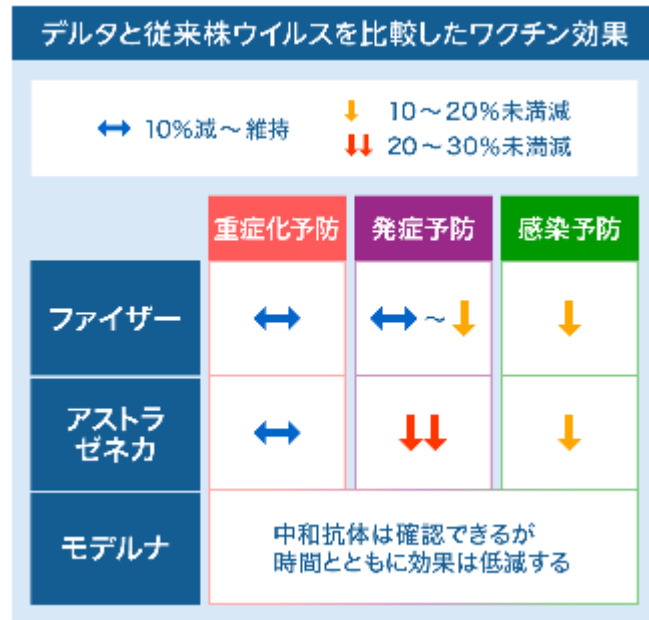 デルタと従来株ウイルスを比較したワクチン効果
↔ 10%減～維持
↓ 10～20%未満減
↓↓ 20～30%未満減
重症化予防 発症予防 感染予防
ファイザー ↔ ↔～↓ ↓
アストラ
ゼネカ ↔ ↓↓ ↓
モデルナ
中和抗体は確認できるが
時間とともに効果は低減する